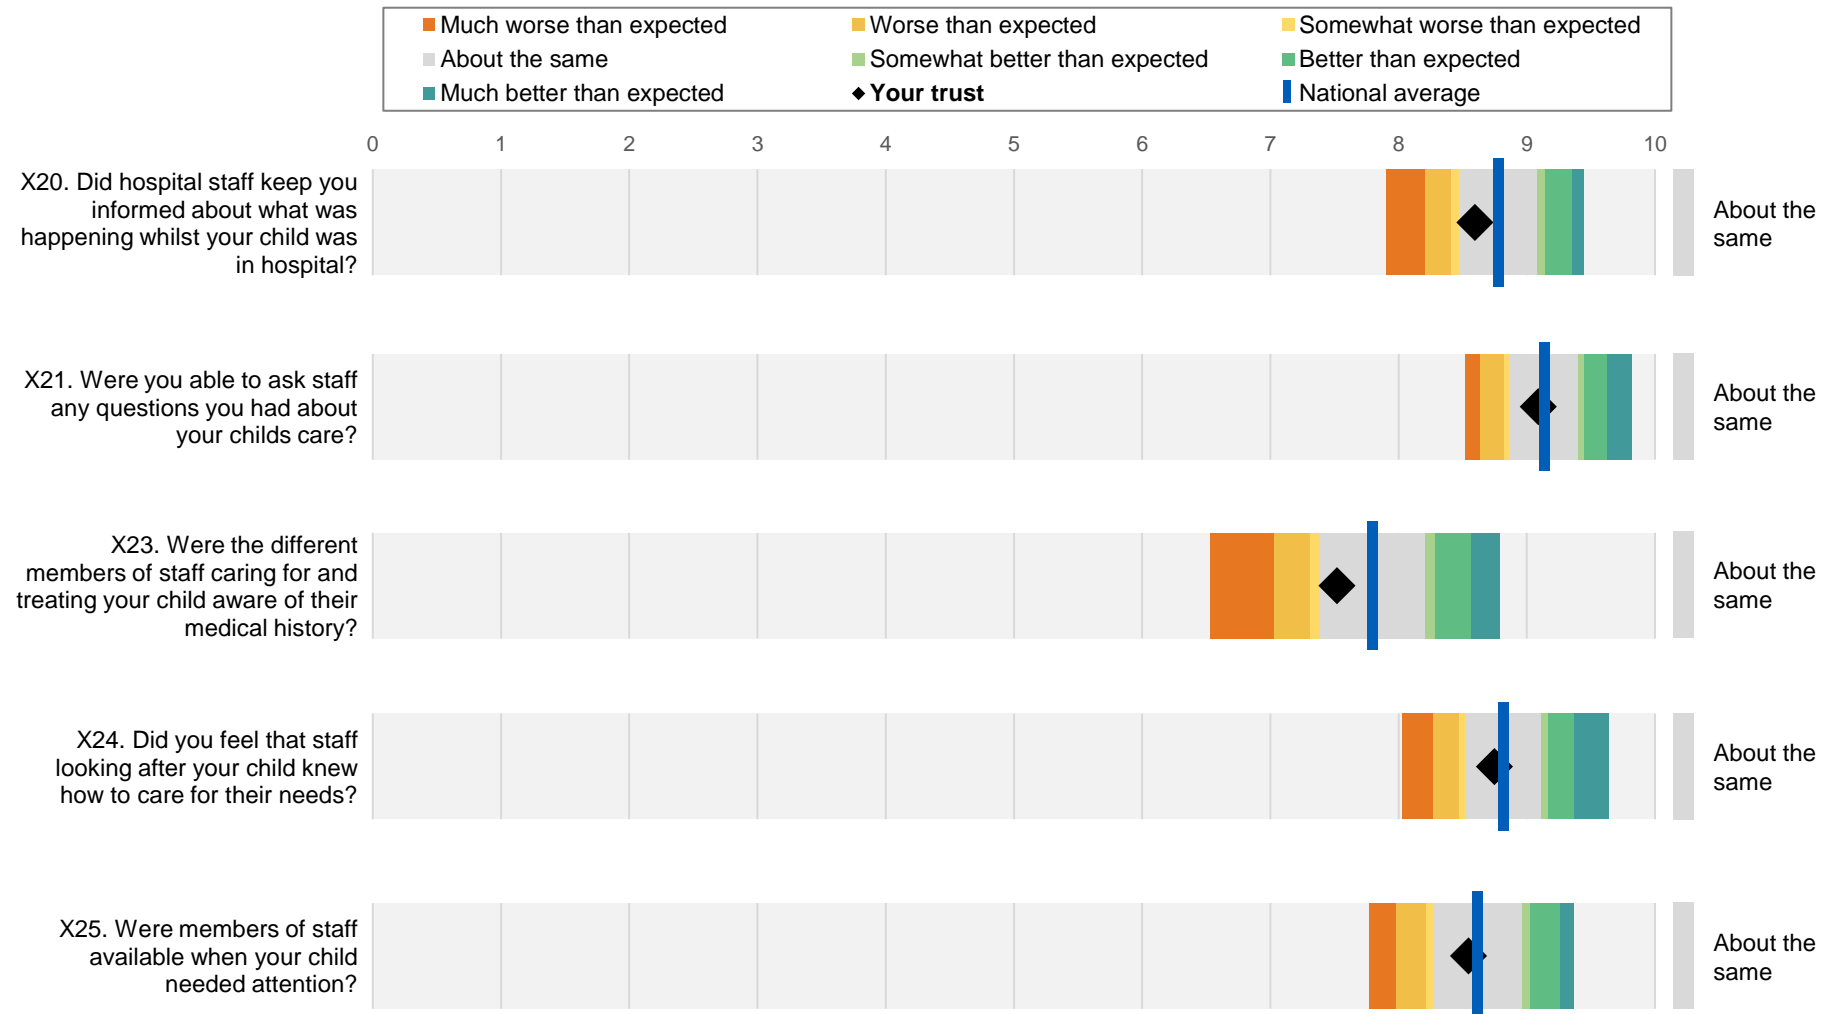 Much worse than expected
Worse than expected
Somewhat worse than expected
About the same
Somewhat better than expected
Better than expected
Much better than expected
Your trust
National average
0 1 2 3 4 5 6 7 8 9 10
X20. Did hospital staff keep you
informed about what was
happening whilst your child was
in hospital?
About the
same
X21. Were you able to ask staff
any questions you had about
your childs care?
About the
same
X23. Were the different
members of staff caring for and
treating your child aware of their
medical history?
About the
same
X24. Did you feel that staff
looking after your child knew
how to care for their needs?
About the
same
X25. Were members of staff
available when your child
needed attention?
About the
same